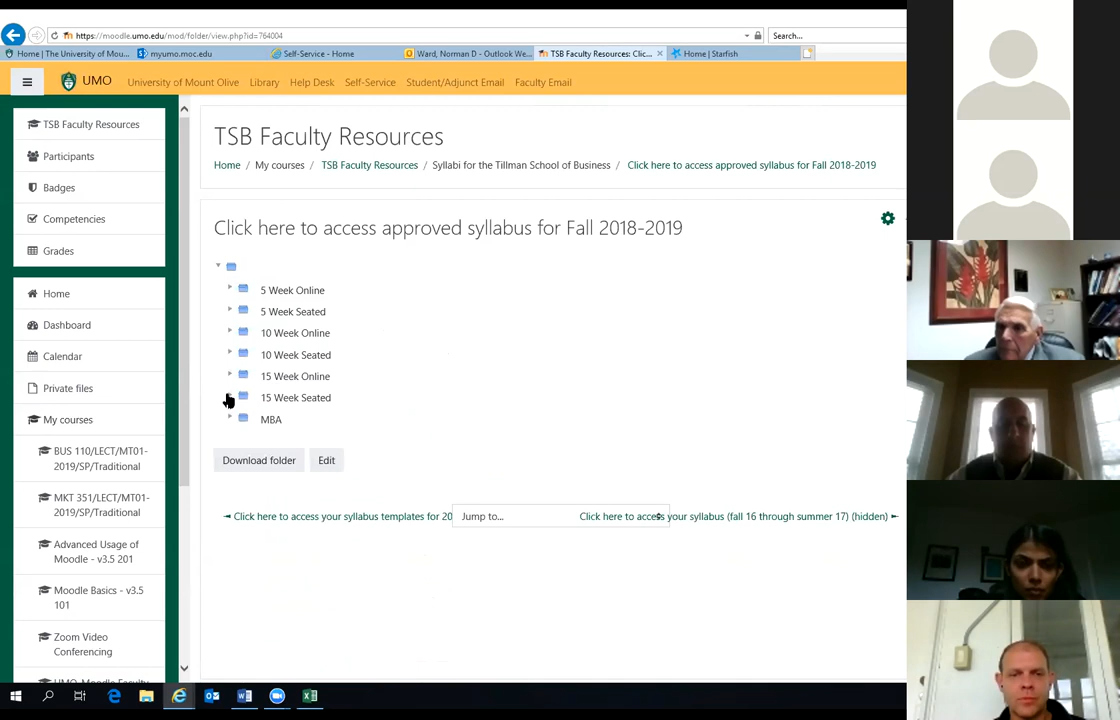 https://moodle.umo.edu/mod/folder/view.php?id=764004
Search...
Home | The University of Mou...
myumo.moc.edu
Self-Service - Home
Ward, Norman D - Outlook We...
TSB Faculty Resources: Clic...
Home | Starfish
UMO
University of Mount Olive
Library
Help Desk
Self-Service
Student/Adjunct Email
Faculty Email
TSB Faculty Resources
Participants
Badges
Competencies
Grades
Home
Dashboard
Calendar
Private files
My courses
BUS 110/LECT/MT01-
2019/SP/Traditional
MKT 351/LECT/MT01-
2019/SP/Traditional
Advanced Usage of
Moodle - v3.5 201
Moodle Basics - v3.5
101
Zoom Video
Conferencing
UMO Moodle Faculty
TSB Faculty Resources
Home / My courses / TSB Faculty Resources / Syllabi for the Tillman School of Business / Click here to access approved syllabus for Fall 2018-2019
Click here to access approved syllabus for Fall 2018-2019
5 Week Online
5 Week Seated
10 Week Online
10 Week Seated
15 Week Online
15 Week Seated
MBA
Download folder
Edit
◄ Click here to access your syllabus templates for 20
Jump to...
Click here to access your syllabus (fall 16 through summer 17) (hidden) ►